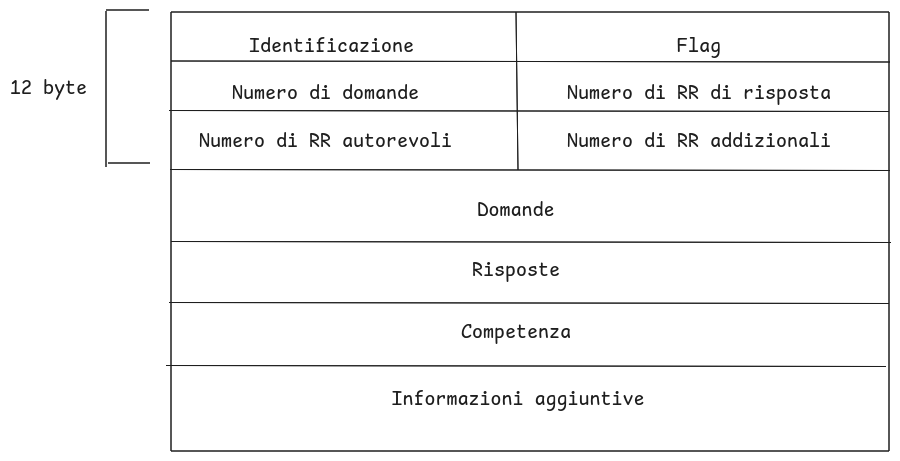 Identificazione
Flag
12 byte
Numero di domande
Numero di RR di risposta
Numero di RR autorevoli
Numero di RR addizionali
Domande
Risposte
Competenza
Informazioni aggiuntive